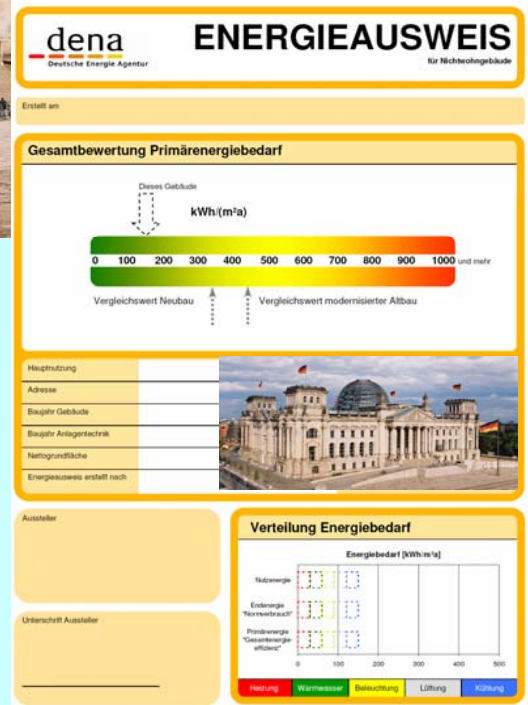 dena
Deutsche Energie Agentur
ENERGIEAUSWEIS
für Nichtwohngebäude
Erstellt am
Gesamtbewertung Primärenergiebedarf
Dieses Gebäude
kWh/(m²a)
0 100 200 300 400 500 600 700 800 900 1000 und mehr
Vergleichswert Neubau
Vergleichswert modernisierter Altbau
Hauptnutzung
Adresse
Baujahr Gebäude
Baujahr Anlagentechnik
Nettogrundfläche
Energieausweis erstellt nach
Aussteller
Unterschrift Aussteller
Verteilung Energiebedarf
Energiebedarf [kWh/m²a]
Nutzenergie
Endenergie
"Normverbrauch"
Primärenergie
"Gesamtenergie-
effizienz"
0 100 200 300 400 500
Heizung Warmwasser Beleuchtung Lüftung Kühlung